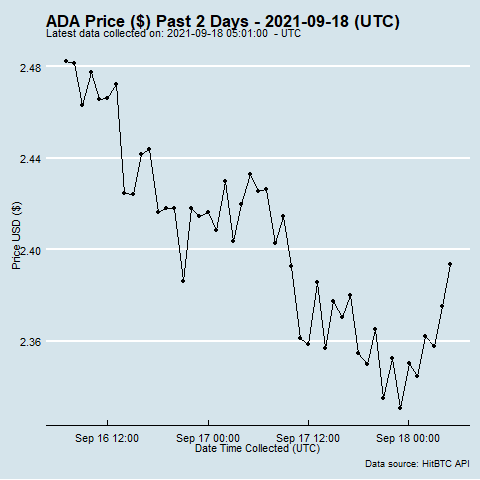 ADA Price ($) Past 2 Days - 2021-09-18 (UTC)
Latest data collected on: 2021-09-18 05:01:00  - UTC
2.48
2.44
2.40
2.36
Price USD ($)
Sep 16 12:00
Sep 17 00:00
Sep 17 12:00
Sep 18 00:00
Date Time Collected (UTC)
Data source: HitBTC API